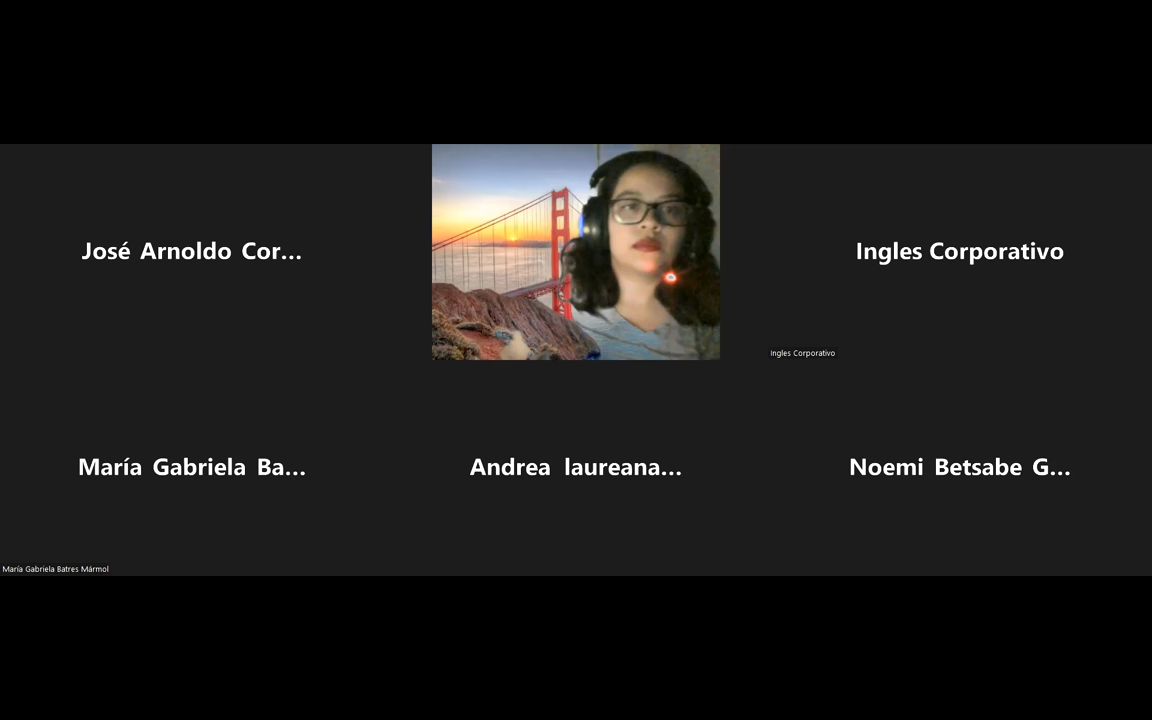 José Arnoldo Cor...
Ingles Corporativo
Ingles Corporativo
María Gabriela Ba...
Andrea laureana...
Noemi Betsabe G...
María Gabriela Batres Mármol